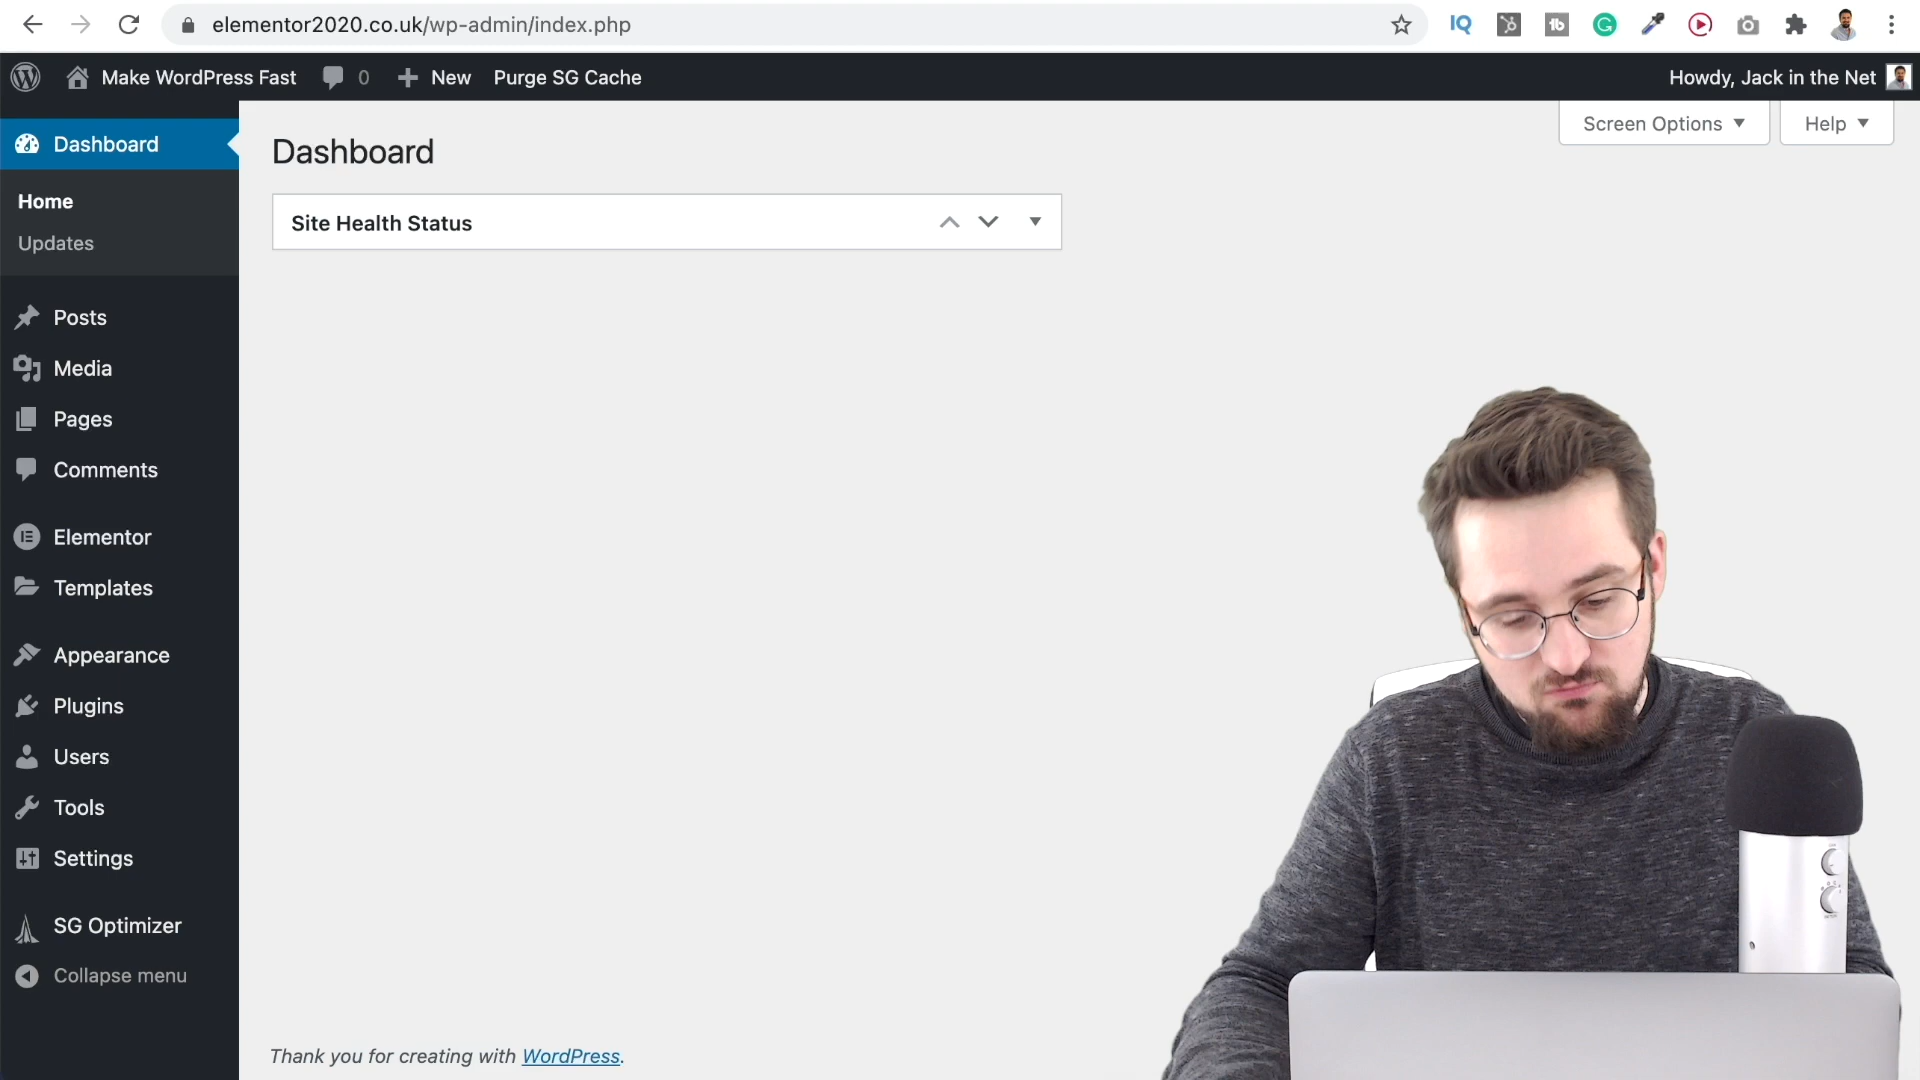 elementor2020.co.uk/wp-admin/index.php
IQ
Make WordPress Fast 0 New Purge SG Cache
Howdy, Jack in the Net
Dashboard
Home
Updates
Posts
Media
Pages
Comments
Elementor
Templates
Appearance
Plugins
Users
Tools
Settings
SG Optimizer
Collapse menu
Screen Options
Help
Dashboard
Site Health Status
Thank you for creating with WordPress.